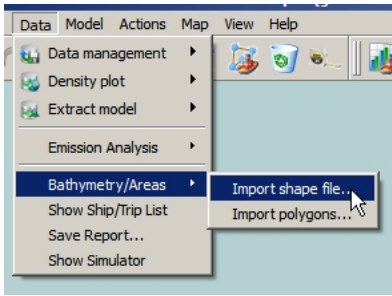 Data Model Actions Map View Help
Data management
Density plot
Extract model
Emission Analysis
Bathymetry/Areas
Import shape file...
Show Ship/Trip List
Import polygons...
Save Report...
Show Simulator